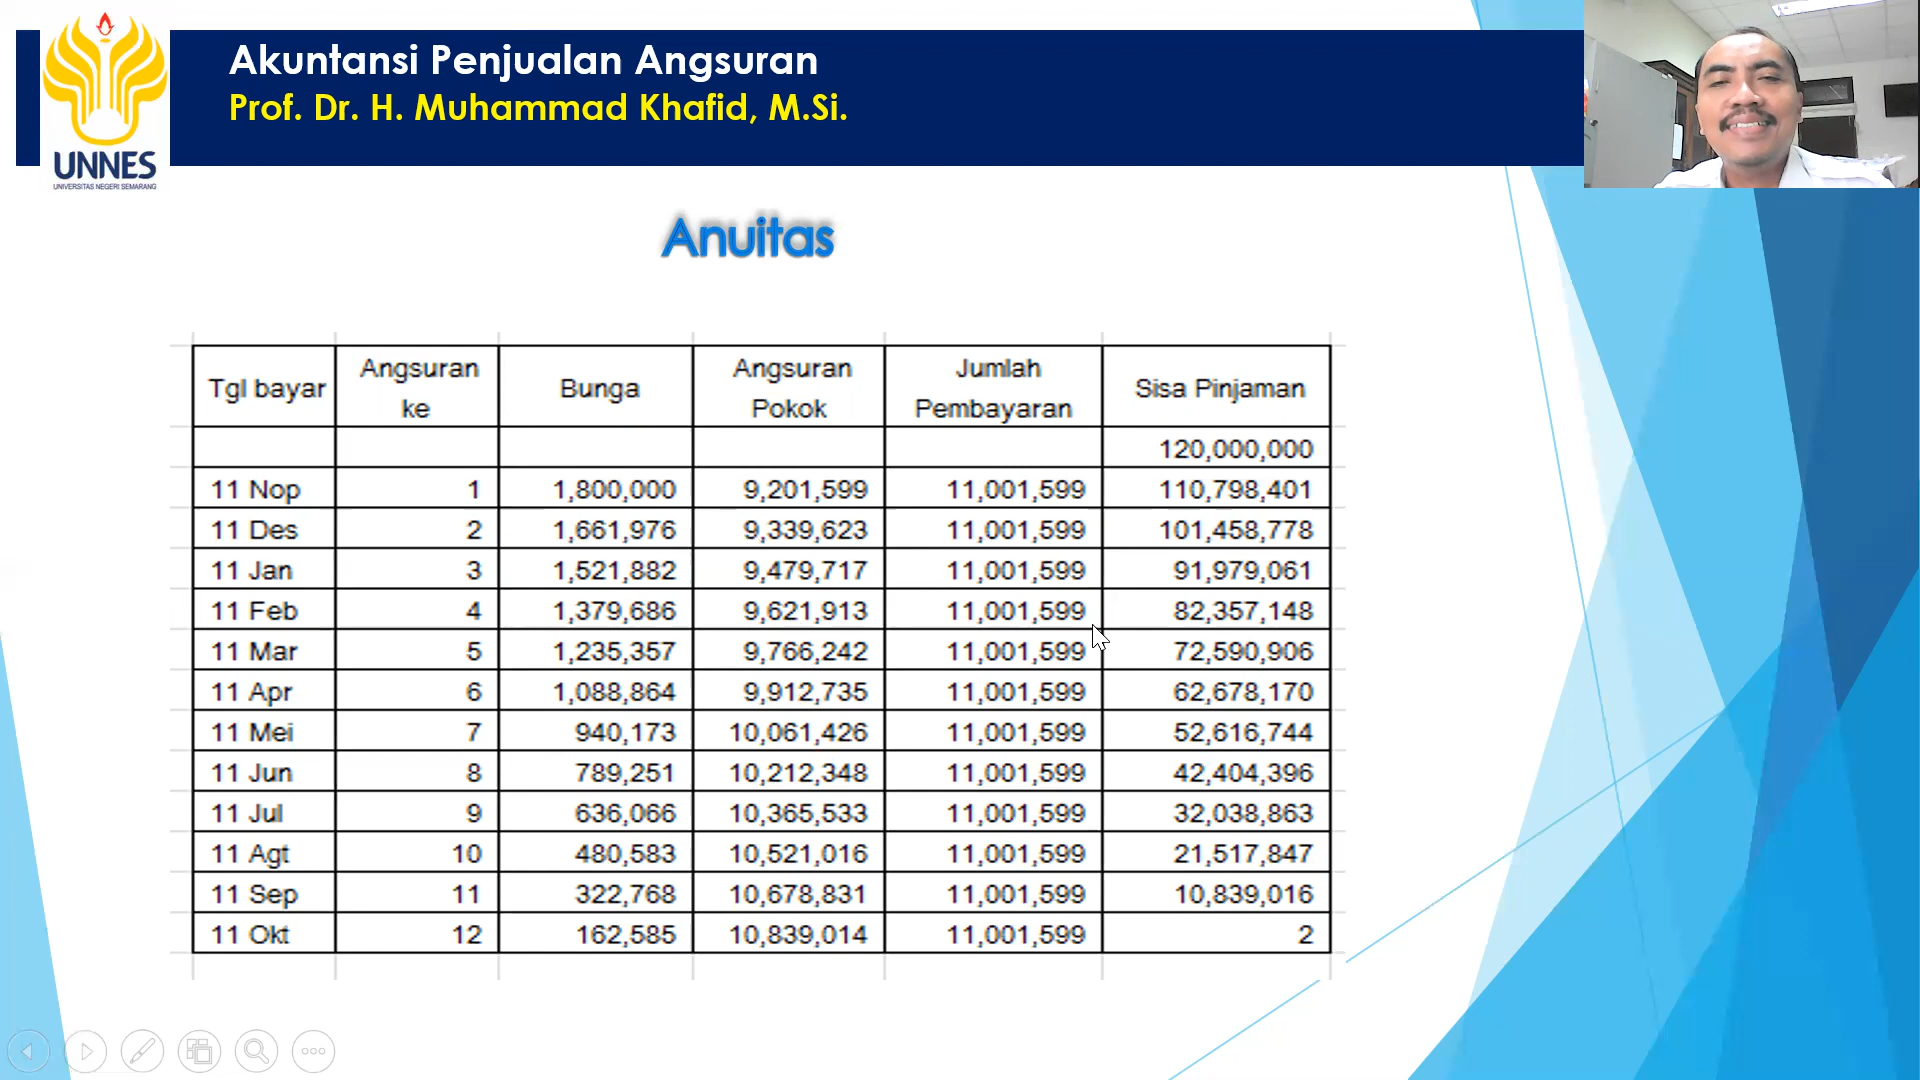 Akuntansi Penjualan Angsuran
Prof. Dr. H. Muhammad Khafid, M.Si.
UNNES
UNIVERSITAS NEGERI SEMARANG
Anuitas
Tgl bayar Angsuran ke Bunga Angsuran Pokok Jumlah Pembayaran Sisa Pinjaman
120,000,000
11 Nop 1 1,800,000 9,201,599 11,001,599 110,798,401
11 Des 2 1,661,976 9,339,623 11,001,599 101,458,778
11 Jan 3 1,521,882 9,479,717 11,001,599 91,979,061
11 Feb 4 1,379,686 9,621,913 11,001,599 82,357,148
11 Mar 5 1,235,357 9,766,242 11,001,599 72,590,906
11 Apr 6 1,088,864 9,912,735 11,001,599 62,678,170
11 Mei 7 940,173 10,061,426 11,001,599 52,616,744
11 Jun 8 789,251 10,212,348 11,001,599 42,404,396
11 Jul 9 636,066 10,365,533 11,001,599 32,038,863
11 Agt 10 480,583 10,521,016 11,001,599 21,517,847
11 Sep 11 322,768 10,678,831 11,001,599 10,839,016
11 Okt 12 162,585 10,839,014 11,001,599 2